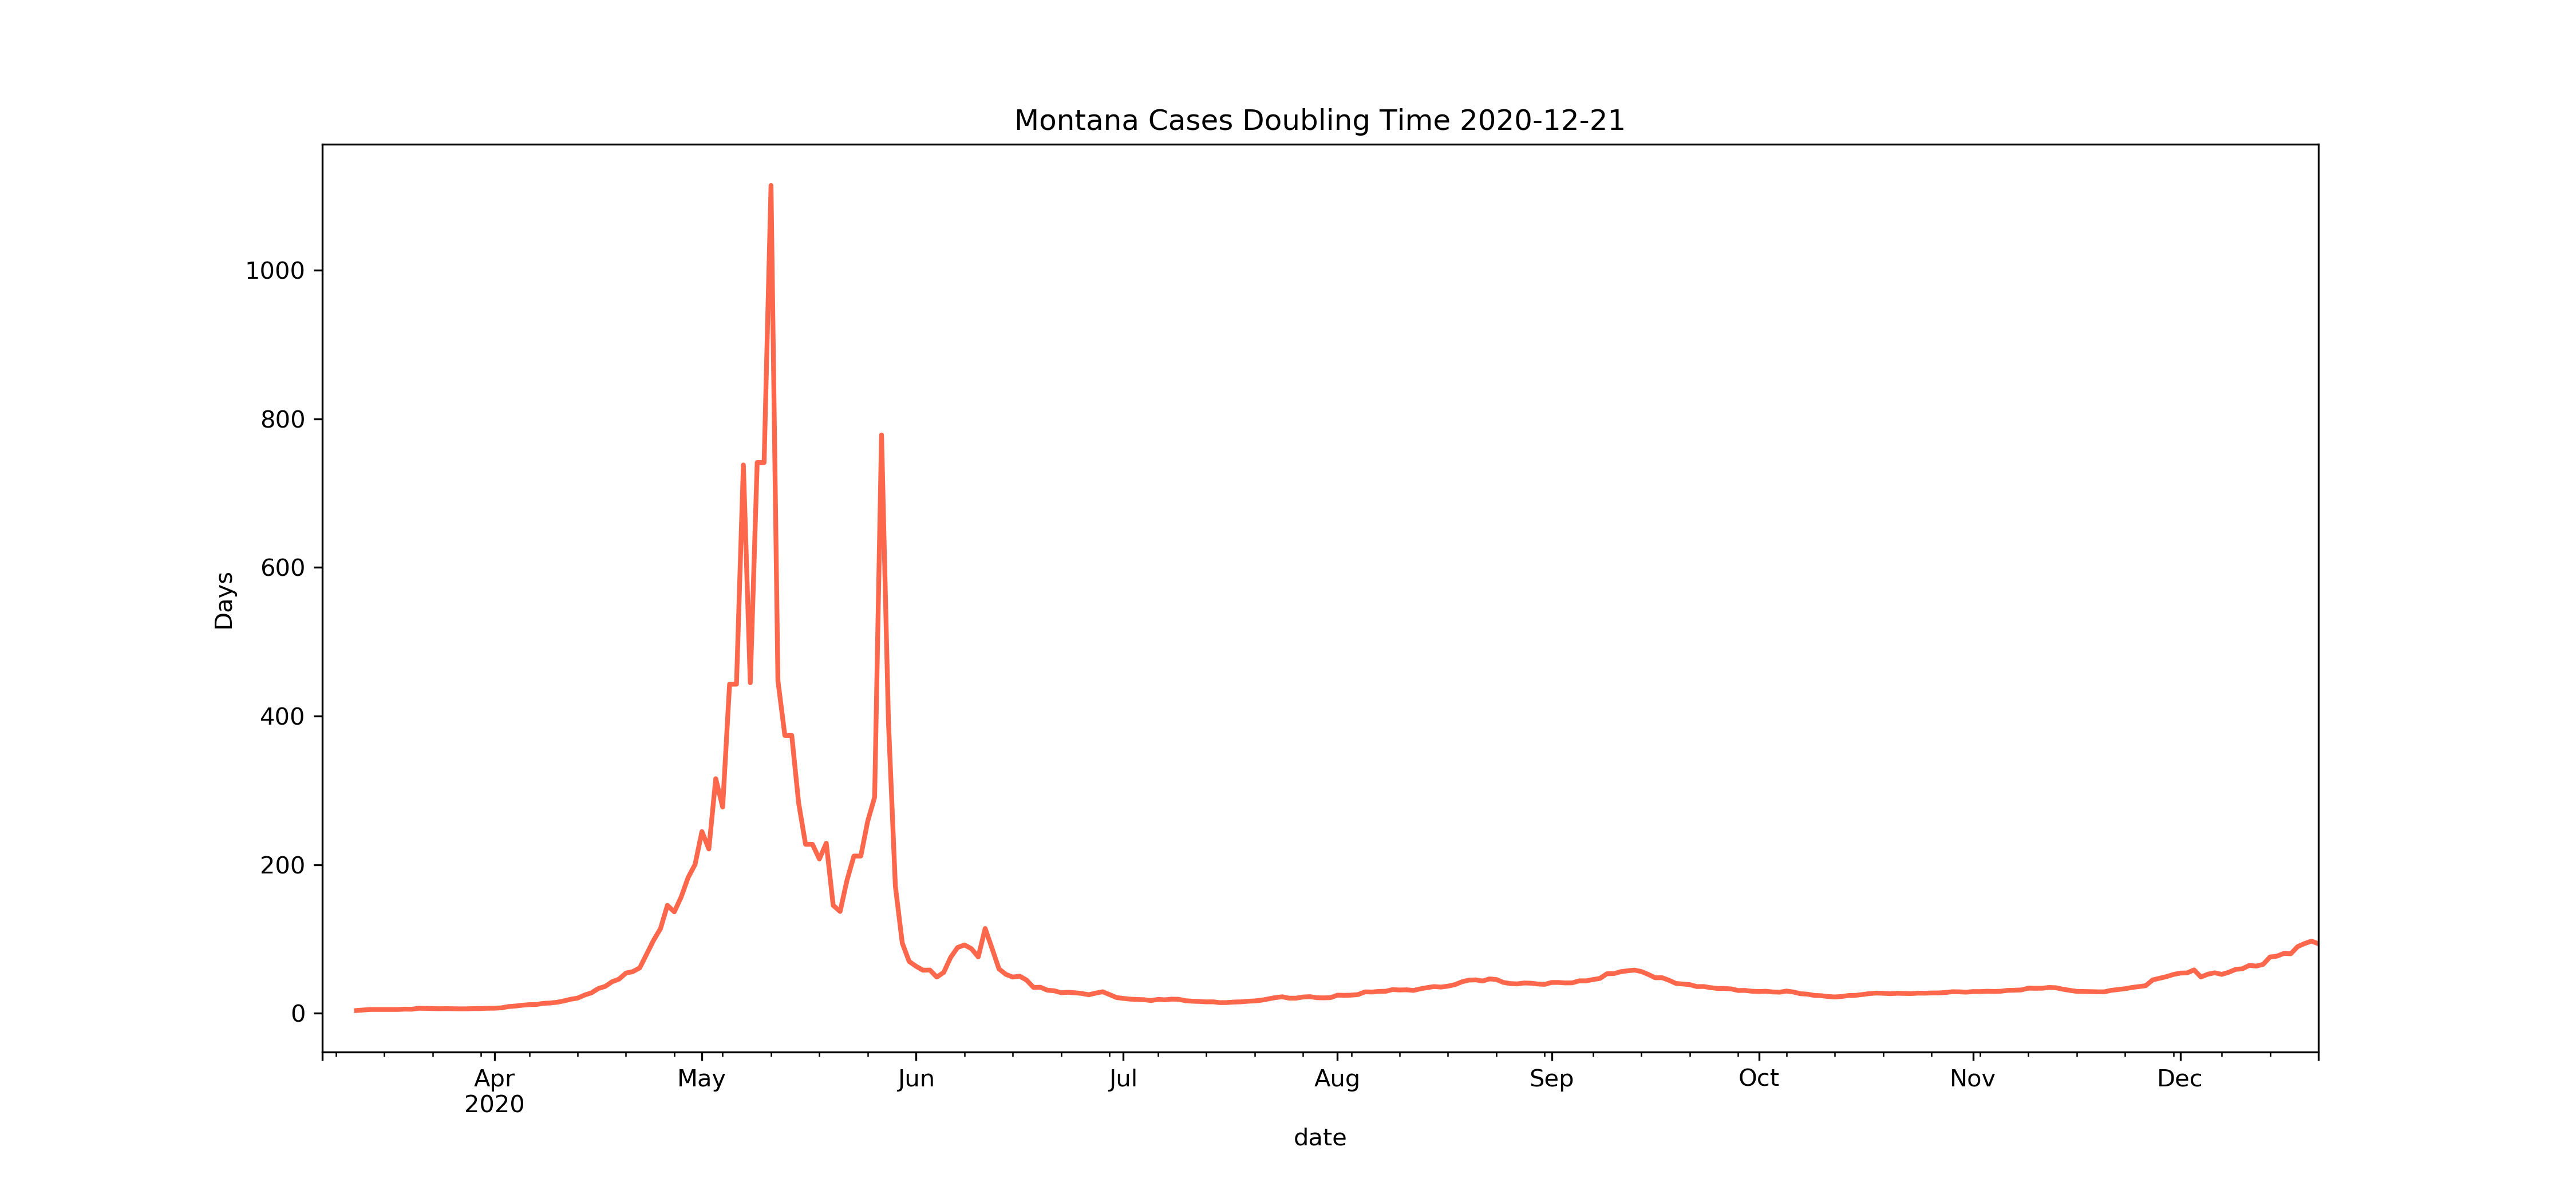 Montana Cases Doubling Time 2020-12-21
1000
800
600
400
200
0
Days
Apr May Jun Jul Aug Sep Oct Nov Dec
2020
date